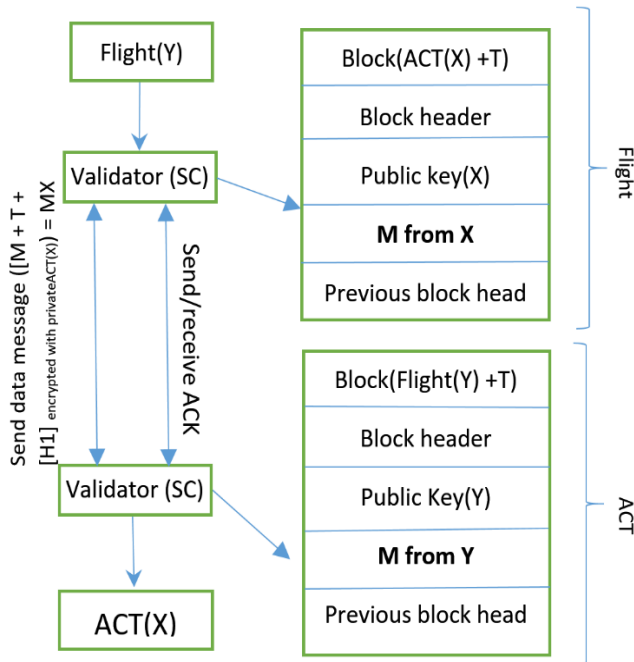 Flight(Y)
Validator (SC)
Send data message ([M + T +
[H1] encrypted with privateACT(X)) = MX
Send/receive ACK
Validator (SC)
ACT(X)
Block(ACT(X) +T)
Block header
Public key(X)
M from X
Previous block head
Flight
Block(Flight(Y) +T)
Block header
Public Key(Y)
M from Y
Previous block head
ACT